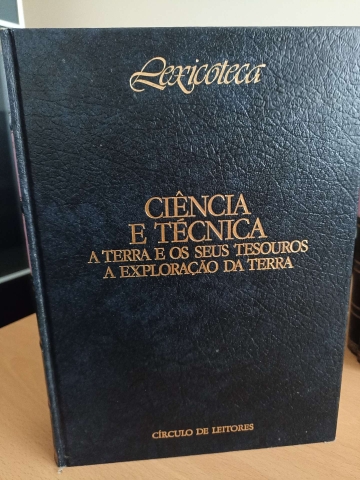 Lexicoteca
CIÊNCIA
E TÉCNICA
A TERRA E OS SEUS TESOUROS
A EXPLORAÇÃO DA TERRA
CÍRCULO DE LEITORES